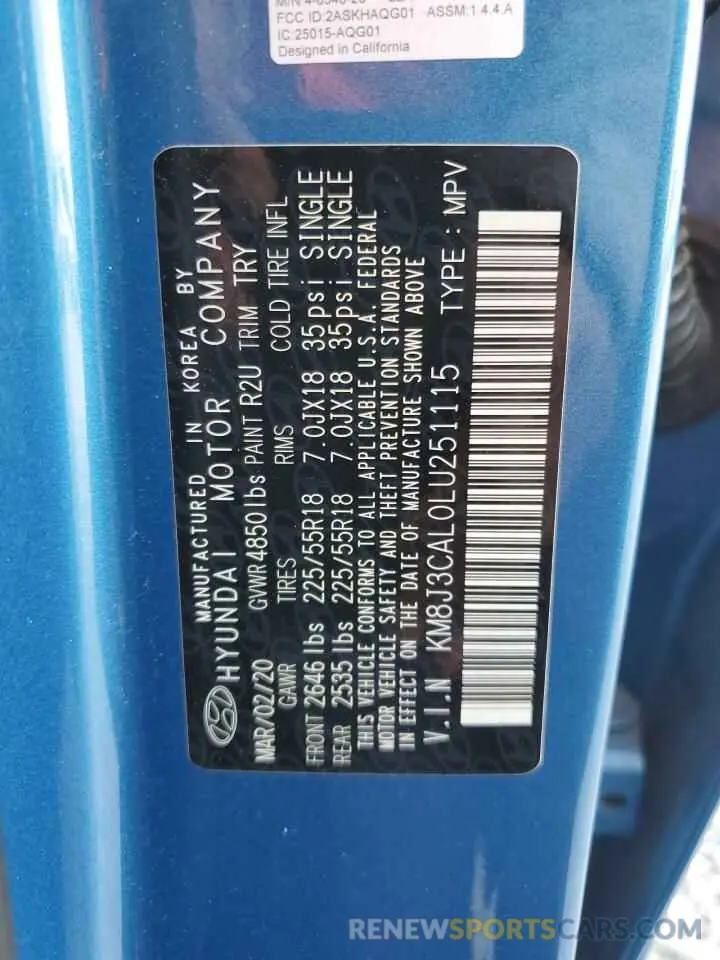 FCC ID:2ASKHAQG01 ASSM:1.4.4.A
IC:25015-AQG01
Designed in California
MANUFACTURED IN KOREA BY
HYUNDAI MOTOR COMPANY
MAR/02/20 GVWR 4850lbs PAINT R2U TRIM TRY
GAWR TIRES RIMS COLD TIRE INFL
FRONT 2646 lbs 225/55R18 7.0JX18 35psi SINGLE
REAR 2535 lbs 225/55R18 7.0JX18 35psi SINGLE
THIS VEHICLE CONFORMS TO ALL APPLICABLE U.S.A. FEDERAL
MOTOR VEHICLE SAFETY AND THEFT PREVENTION STANDARDS
IN EFFECT ON THE DATE OF MANUFACTURE SHOWN ABOVE
V.I.N KM8J3CAL0LU251115 TYPE : MPV
RENEWSPORTSCARS.COM